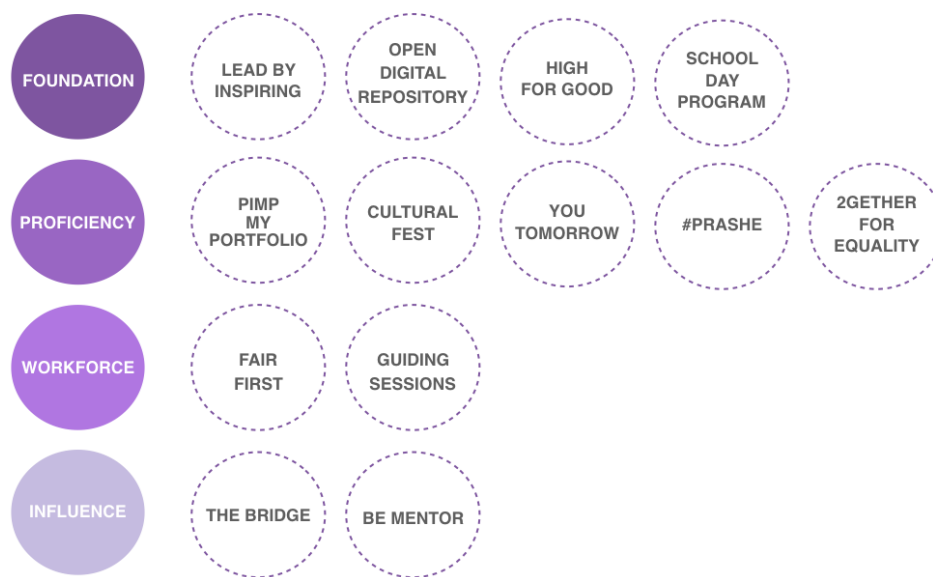 FOUNDATION
LEAD BY
INSPIRING
OPEN
DIGITAL
REPOSITORY
HIGH
FOR GOOD
SCHOOL
DAY
PROGRAM
PROFICIENCY
PIMP
MY
PORTFOLIO
CULTURAL
FEST
YOU
TOMORROW
#PRASHE
2GETHER
FOR
EQUALITY
WORKFORCE
FAIR
FIRST
GUIDING
SESSIONS
INFLUENCE
THE BRIDGE
BE MENTOR